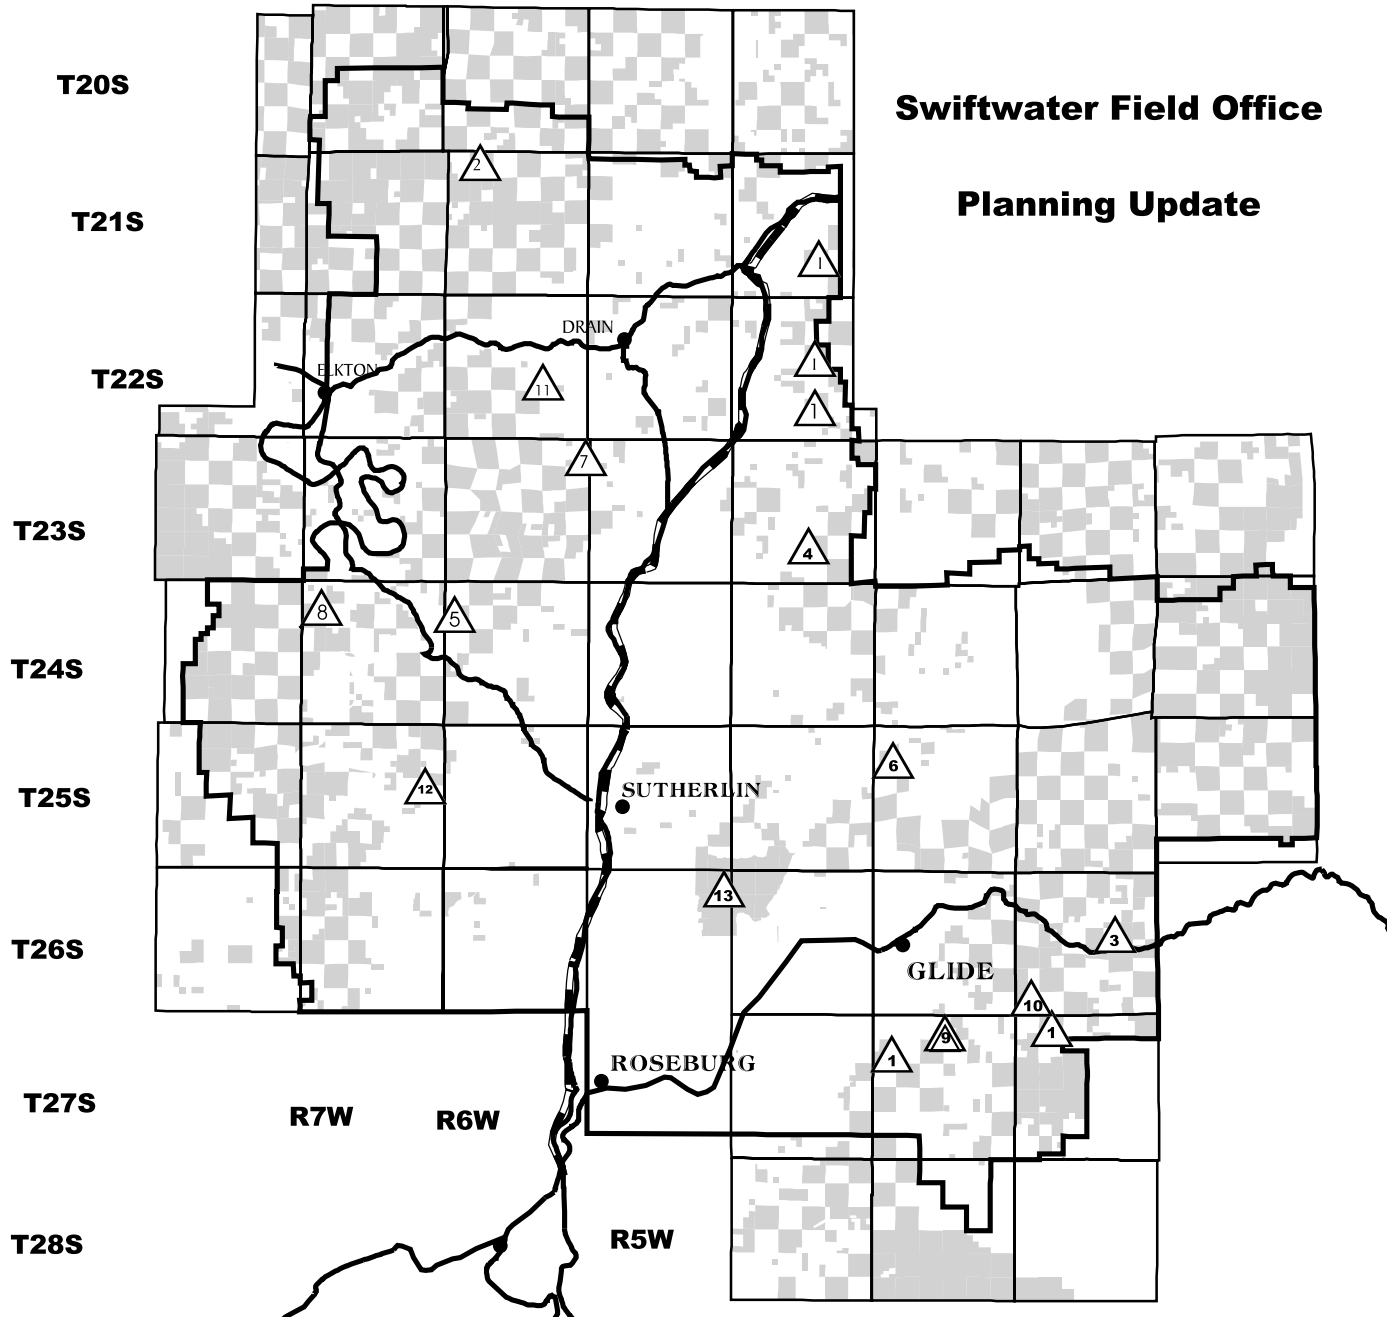 T20S
Swiftwater Field Office
2
T21S
Planning Update
1
DRAIN
T22S
ELKTON
1
11
1
7
T23S
4
8
5
T24S
6
T25S
12
SUTHERLIN
13
T26S
3
GLIDE
10
9
1
1
ROSEBURG
T27S
R7W
R6W
T28S
R5W